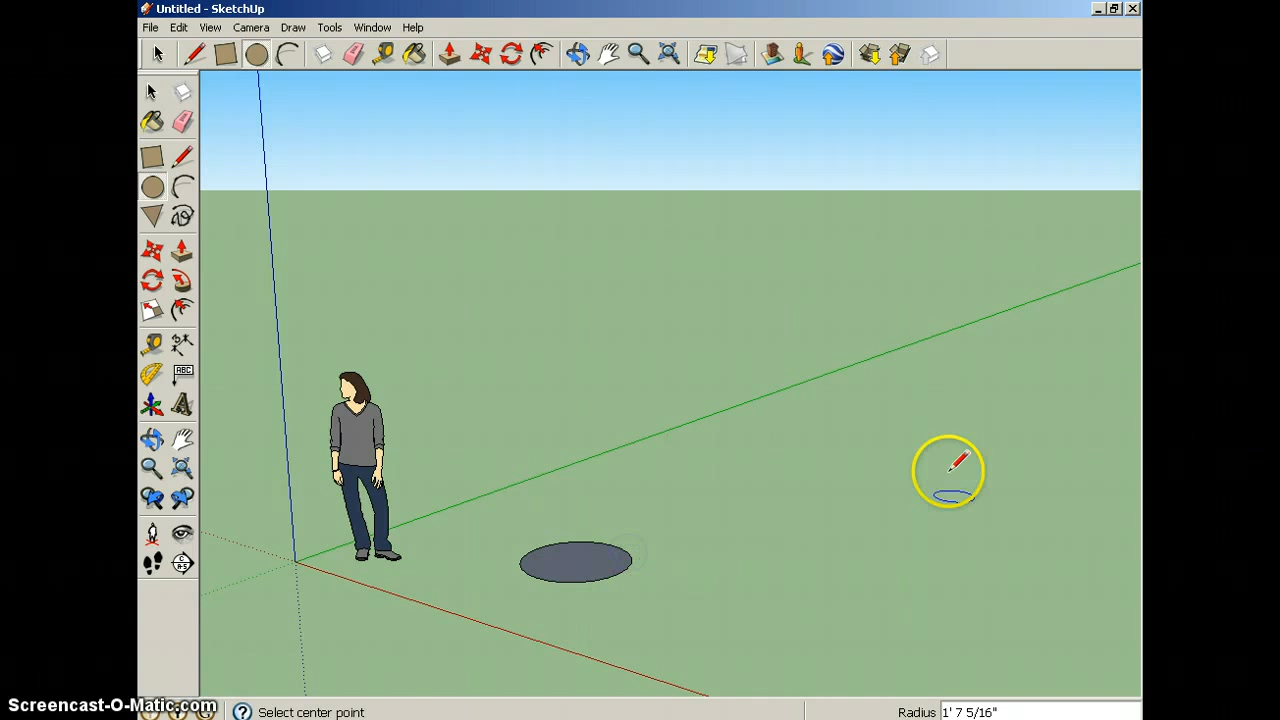 Untitled - SketchUp
File Edit View Camera Draw Tools Window Help
ABC
A
Select center point
Radius 1' 7 5/16"
Screencast-O-Matic.com